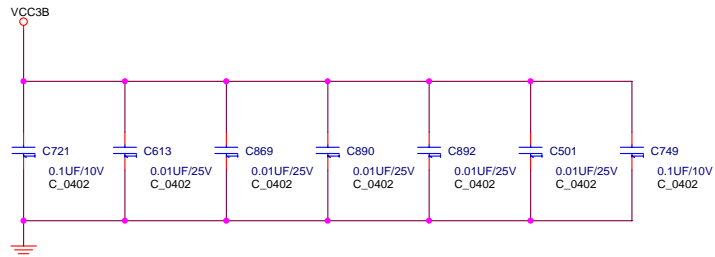 VCC3B
C721
C613
C869
C890
C892
C501
C749
0.1UF/10V
0.01UF/25V
0.01UF/25V
0.01UF/25V
0.01UF/25V
0.01UF/25V
0.1UF/10V
C_0402
C_0402
C_0402
C_0402
C_0402
C_0402
C_0402